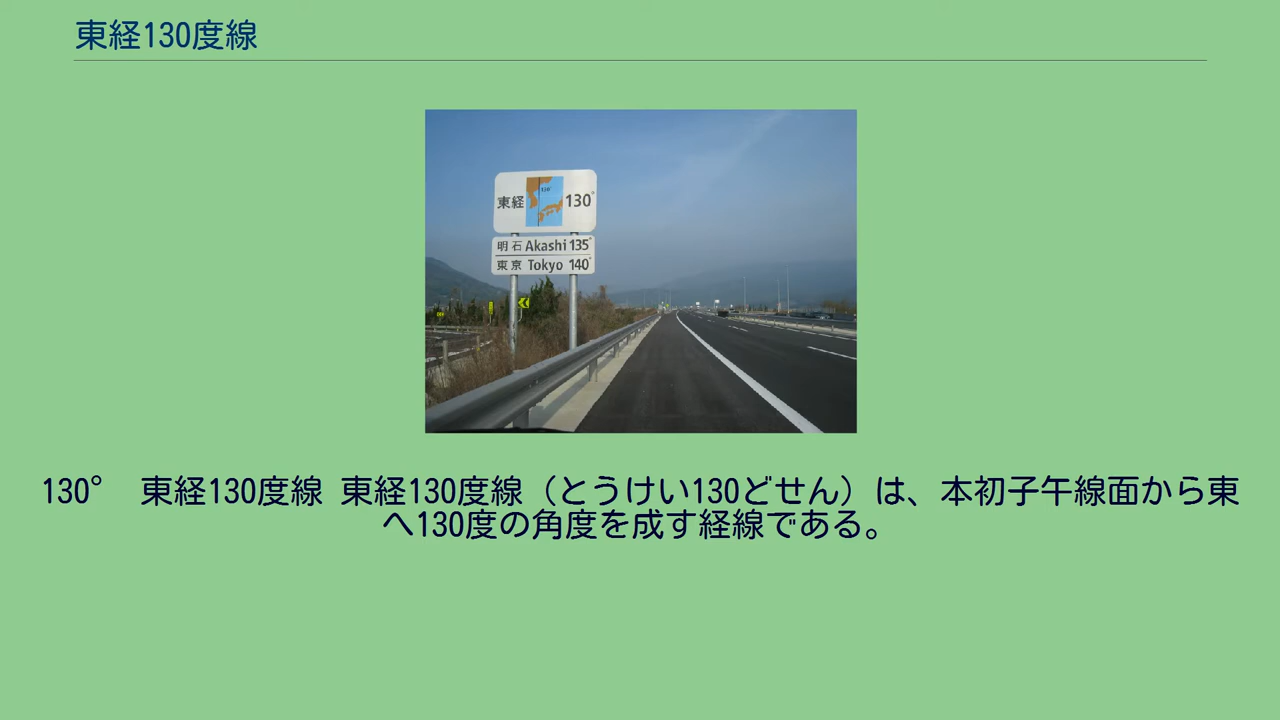 東経130度線
東経 130°
130°
明石 Akashi 135°
東京 Tokyo 140°
130° 東経130度線 東経130度線（とうけい130どせん）は、本初子午線面から東
へ130度の角度を成す経線である。